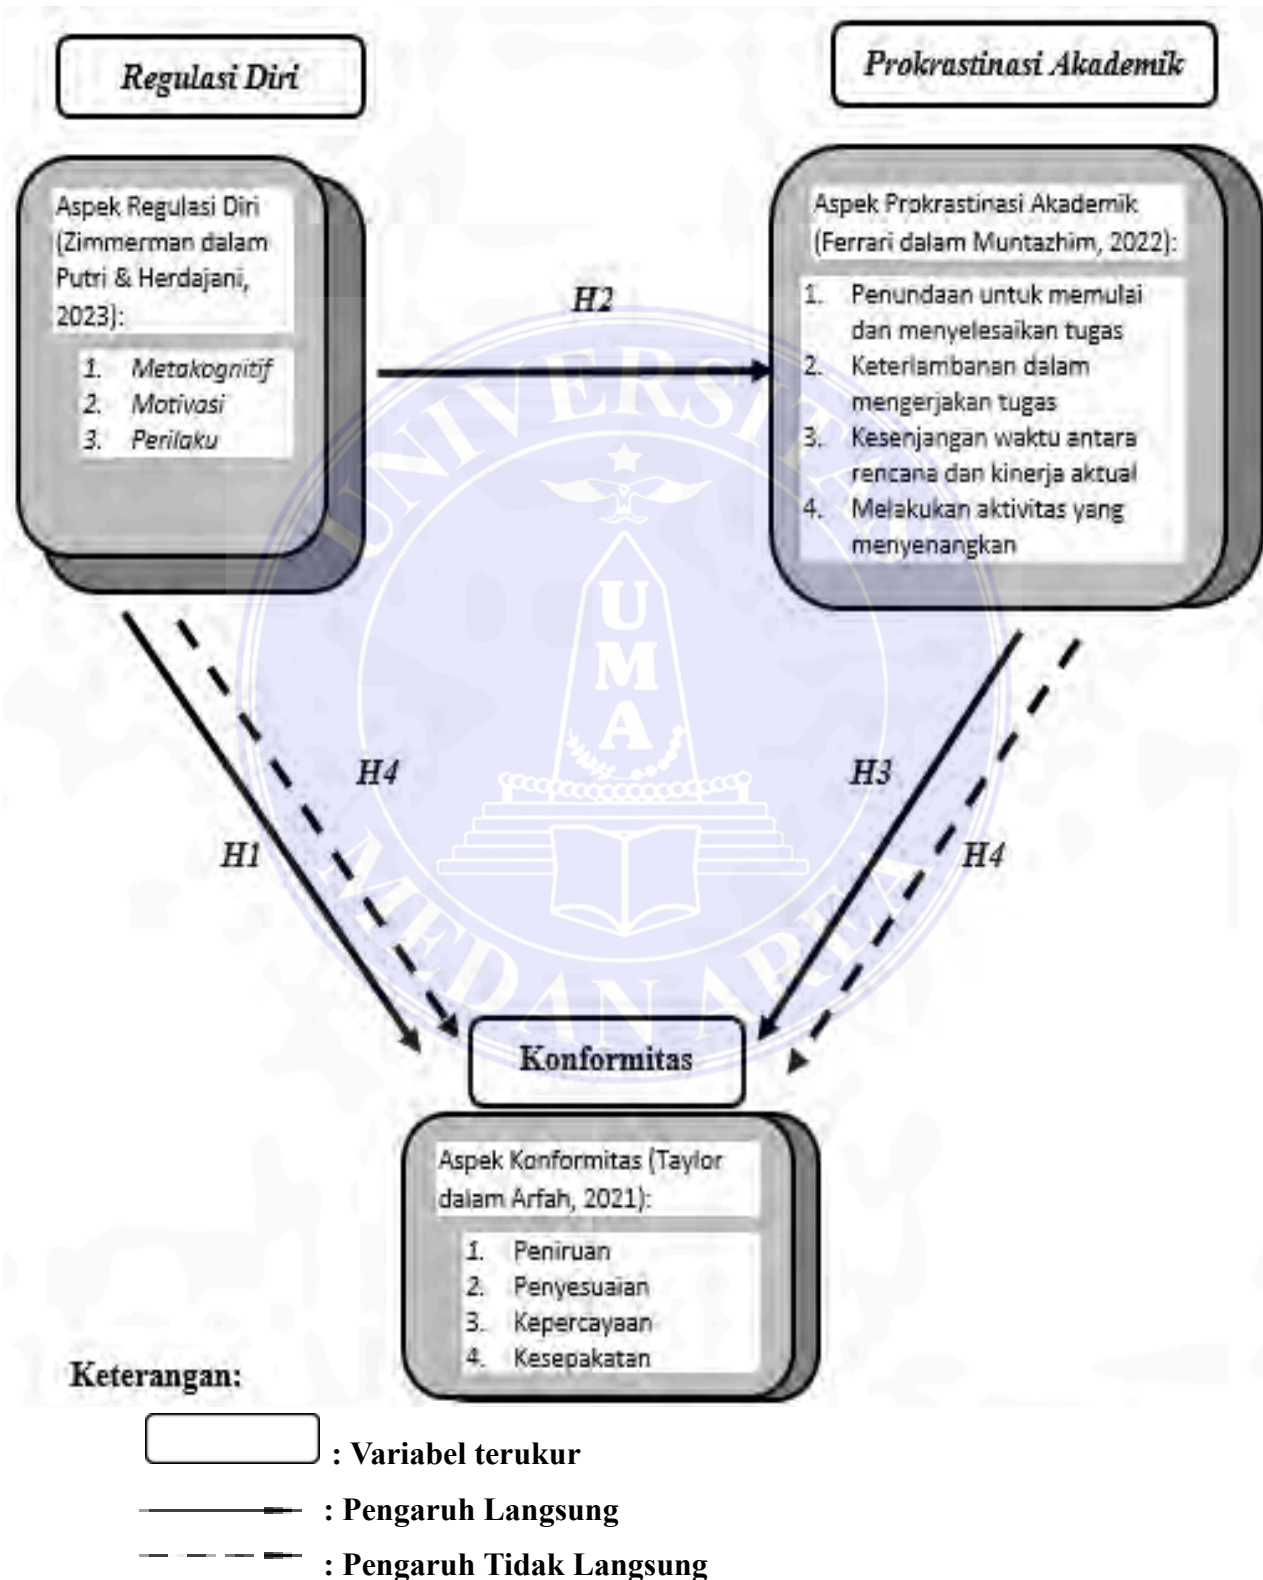 Regulasi Diri
Prokrastinasi Akademik
Aspek Regulasi Diri
(Zimmerman dalam
Putri & Herdajani,
2023):
1. Metakognitif
2. Motivasi
3. Perilaku
H2
Aspek Prokrastinasi Akademik
(Ferrari dalam Muntazhim, 2022):
1. Penundaan untuk memulai
dan menyelesaikan tugas
2. Keterlambanan dalam
mengerjakan tugas
3. Kesenjangan waktu antara
rencana dan kinerja aktual
4. Melakukan aktivitas yang
menyenangkan
UNIVERSITAS
MEDAN AREA
U
M
A
H4
H3
H1
H4
Konformitas
Aspek Konformitas (Taylor
dalam Arfah, 2021):
1. Peniruan
2. Penyesuaian
3. Kepercayaan
4. Kesepakatan
Keterangan:
: Variabel terukur
: Pengaruh Langsung
: Pengaruh Tidak Langsung